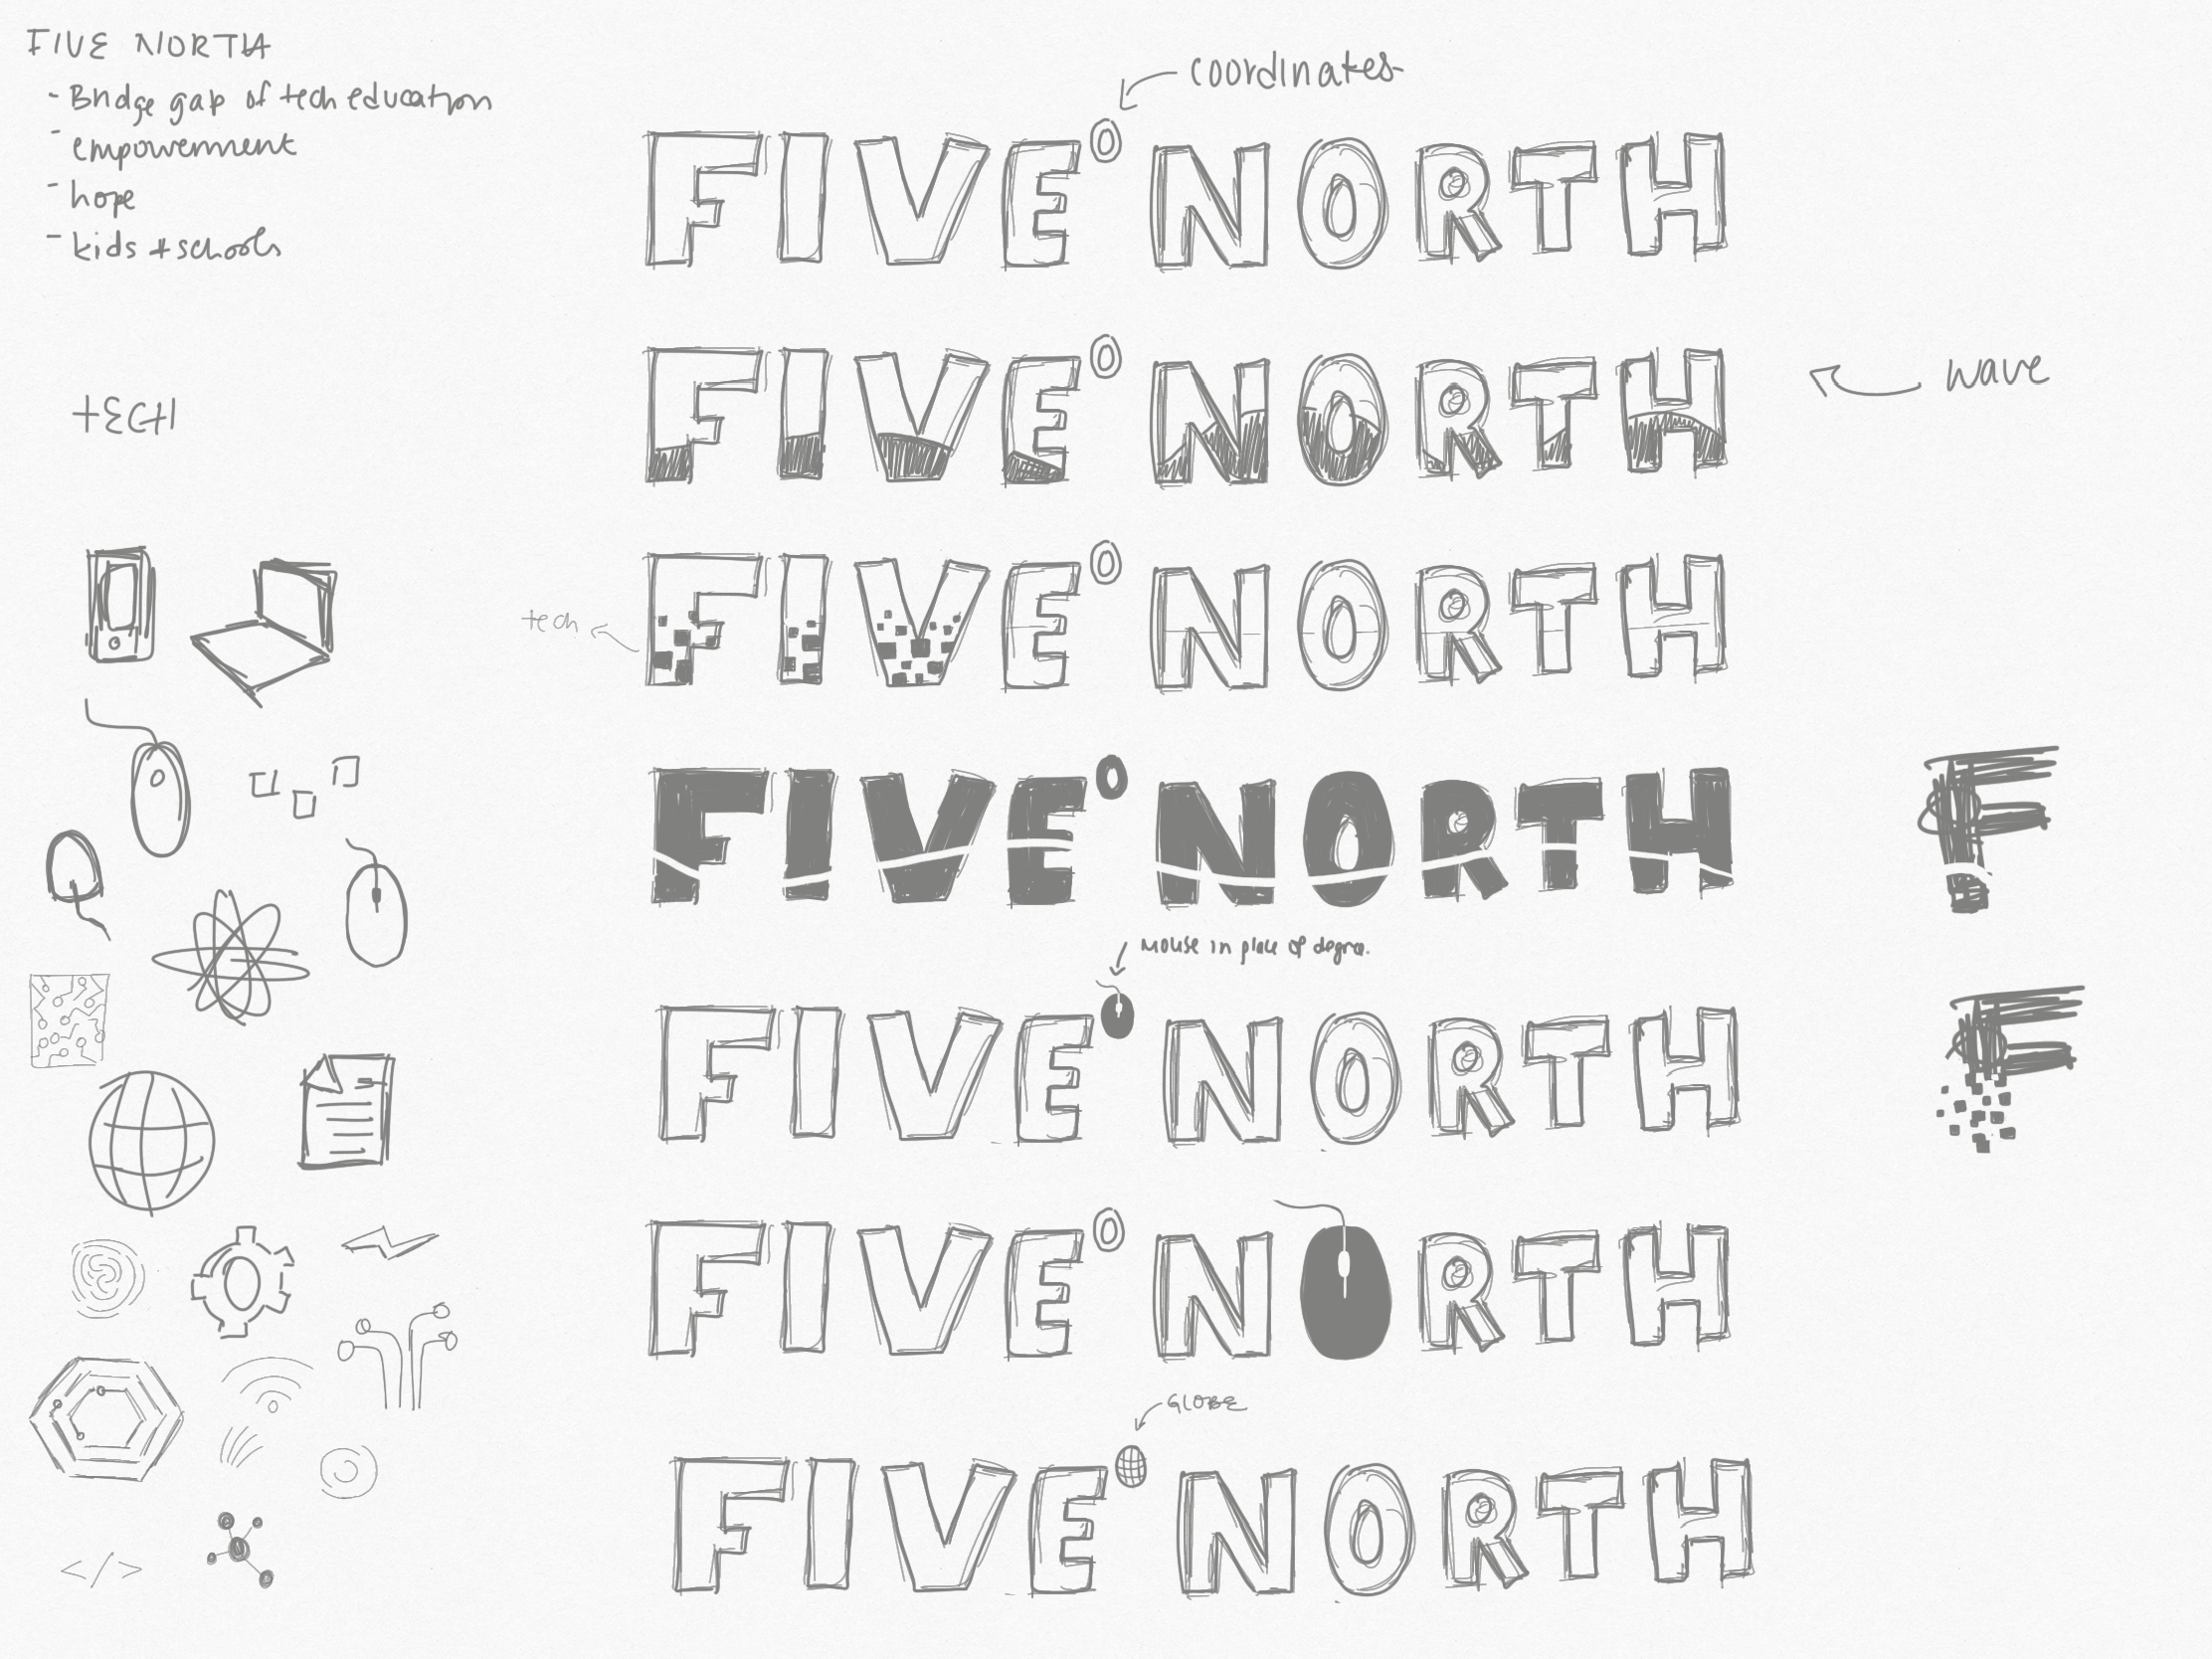 FIVE NORTH
- Bridge gap of tech education
- empowerment
- hope
- kids + schools
coordinates
FIVE° NORTH
TECH
FIVE° NORTH
wave
tech
FIVE° NORTH
FIVE° NORTH
F
MOUSE in place of degree.
FIVE NORTH
F
FIVE° N RTH
GLOBE
FIVE NORTH
</>